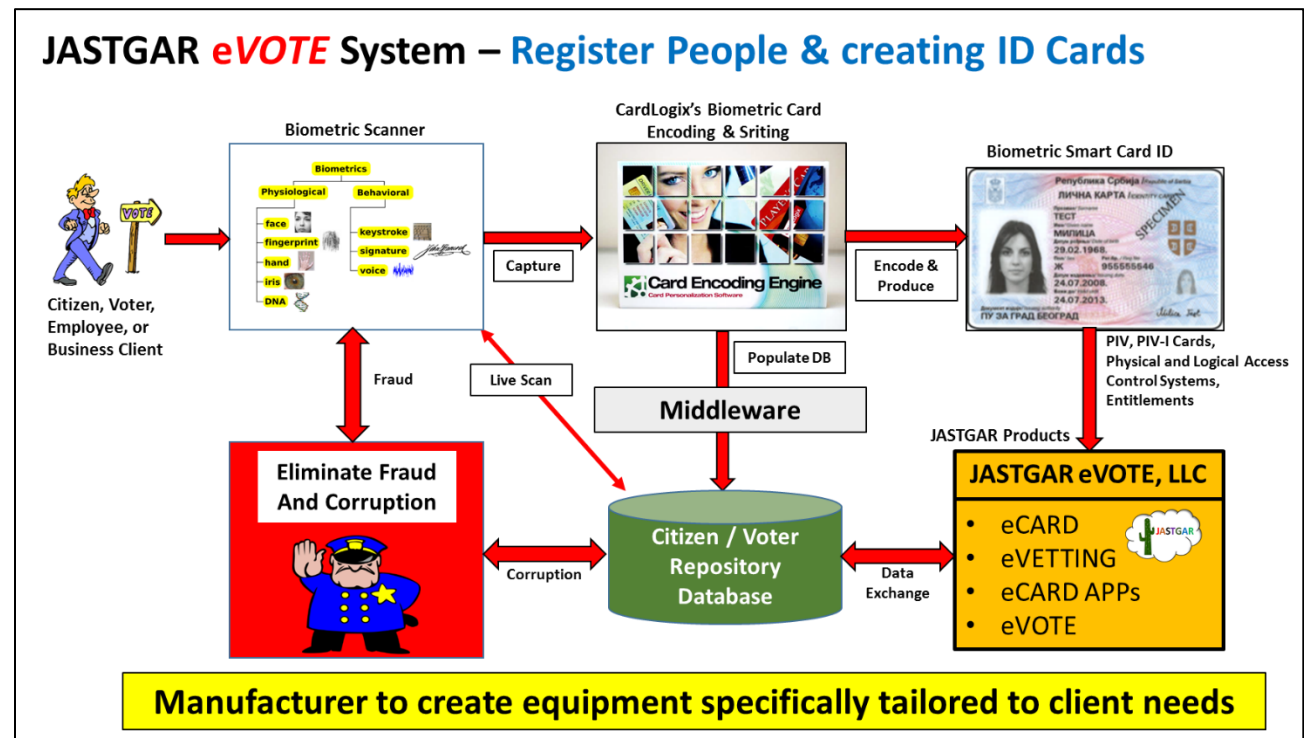 JASTGAR eVOTE System – Register People & creating ID Cards
Biometric Scanner
CardLogix's Biometric Card
Encoding & Sriting
Biometric Smart Card ID
VOTE
Citizen, Voter,
Employee, or
Business Client
Biometrics
Physiological
Behavioral
face
fingerprint
hand
iris
DNA
keystroke
signature
voice
Capture
PLAYER
Card Encoding Engine
Card Personalization Software
Encode &
Produce
Република Србија
ЛИЧНА КАРТА
SPECIMEN
ТЕСТ
МИЛИЦА
29.02.1968.
Ж
955555546
24.07.2008.
24.07.2013.
ПУ ЗА ГРАД БЕОГРАД
PIV, PIV-I Cards,
Physical and Logical Access
Control Systems,
Entitlements
Fraud
Live Scan
Populate DB
Middleware
JASTGAR Products
Eliminate Fraud
And Corruption
Corruption
Citizen / Voter
Repository
Database
Data
Exchange
JASTGAR eVOTE, LLC
• eCARD
• eVETTING
• eCARD APPs
• eVOTE
JASTGAR
Manufacturer to create equipment specifically tailored to client needs